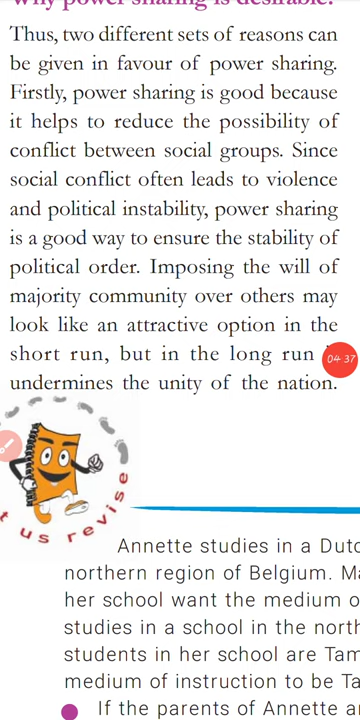 Why power sharing is desirable?
Thus, two different sets of reasons can
be given in favour of power sharing.
Firstly, power sharing is good because
it helps to reduce the possibility of
conflict between social groups. Since
social conflict often leads to violence
and political instability, power sharing
is a good way to ensure the stability of
political order. Imposing the will of
majority community over others may
look like an attractive option in the
short run, but in the long run
04 37
undermines the unity of the nation.
t us revise
Annette studies in a Dutc
northern region of Belgium. Ma
her school want the medium o
studies in a school in the north
students in her school are Tam
medium of instruction to be Ta
If the parents of Annette a